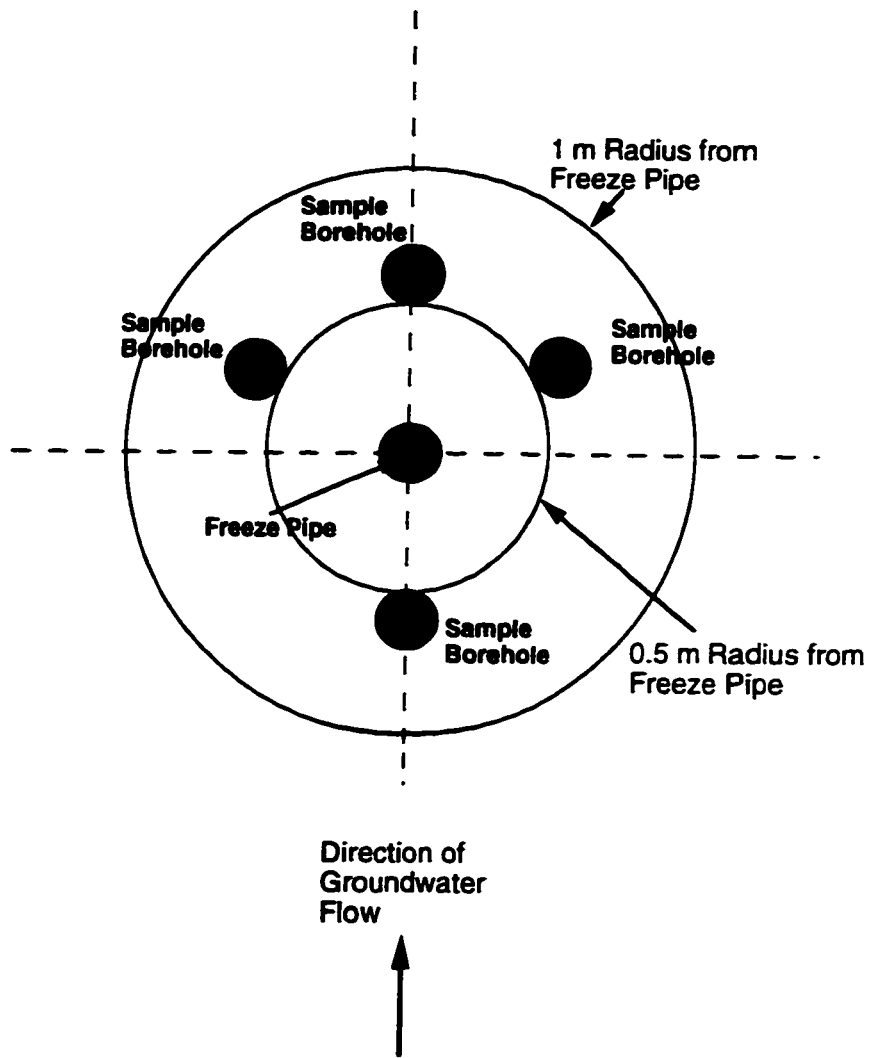 1 m Radius from
Freeze Pipe
Sample
Borehole
Sample
Borehole
Sample
Borehole
Freeze Pipe
Sample
Borehole
0.5 m Radius from
Freeze Pipe
Direction of
Groundwater
Flow